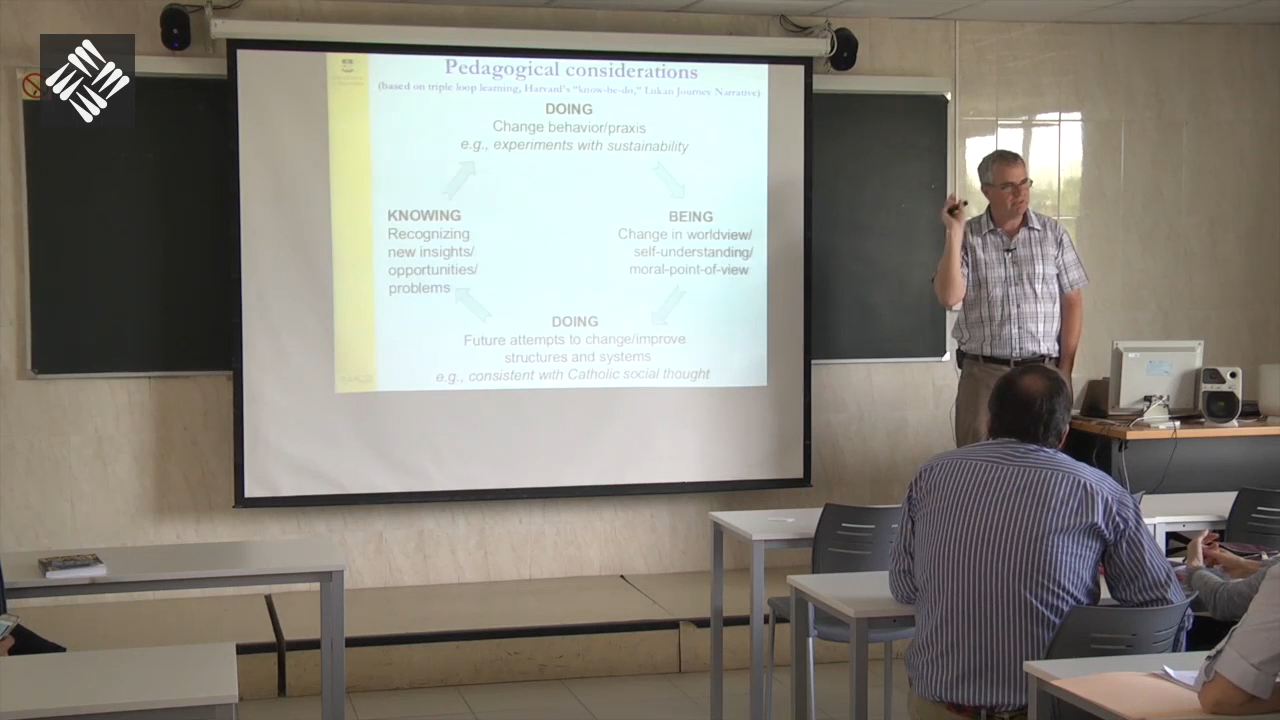 Pedagogical considerations
(based on triple loop learning, Harvard's "know-be-do," Lukan Journey Narrative)
DOING
Change behavior/praxis
e.g., experiments with sustainability
KNOWING
Recognizing
new insights/
opportunities/
problems
BEING
Change in worldview/
self-understanding/
moral-point-of-view
DOING
Future attempts to change/improve
structures and systems
e.g., consistent with Catholic social thought